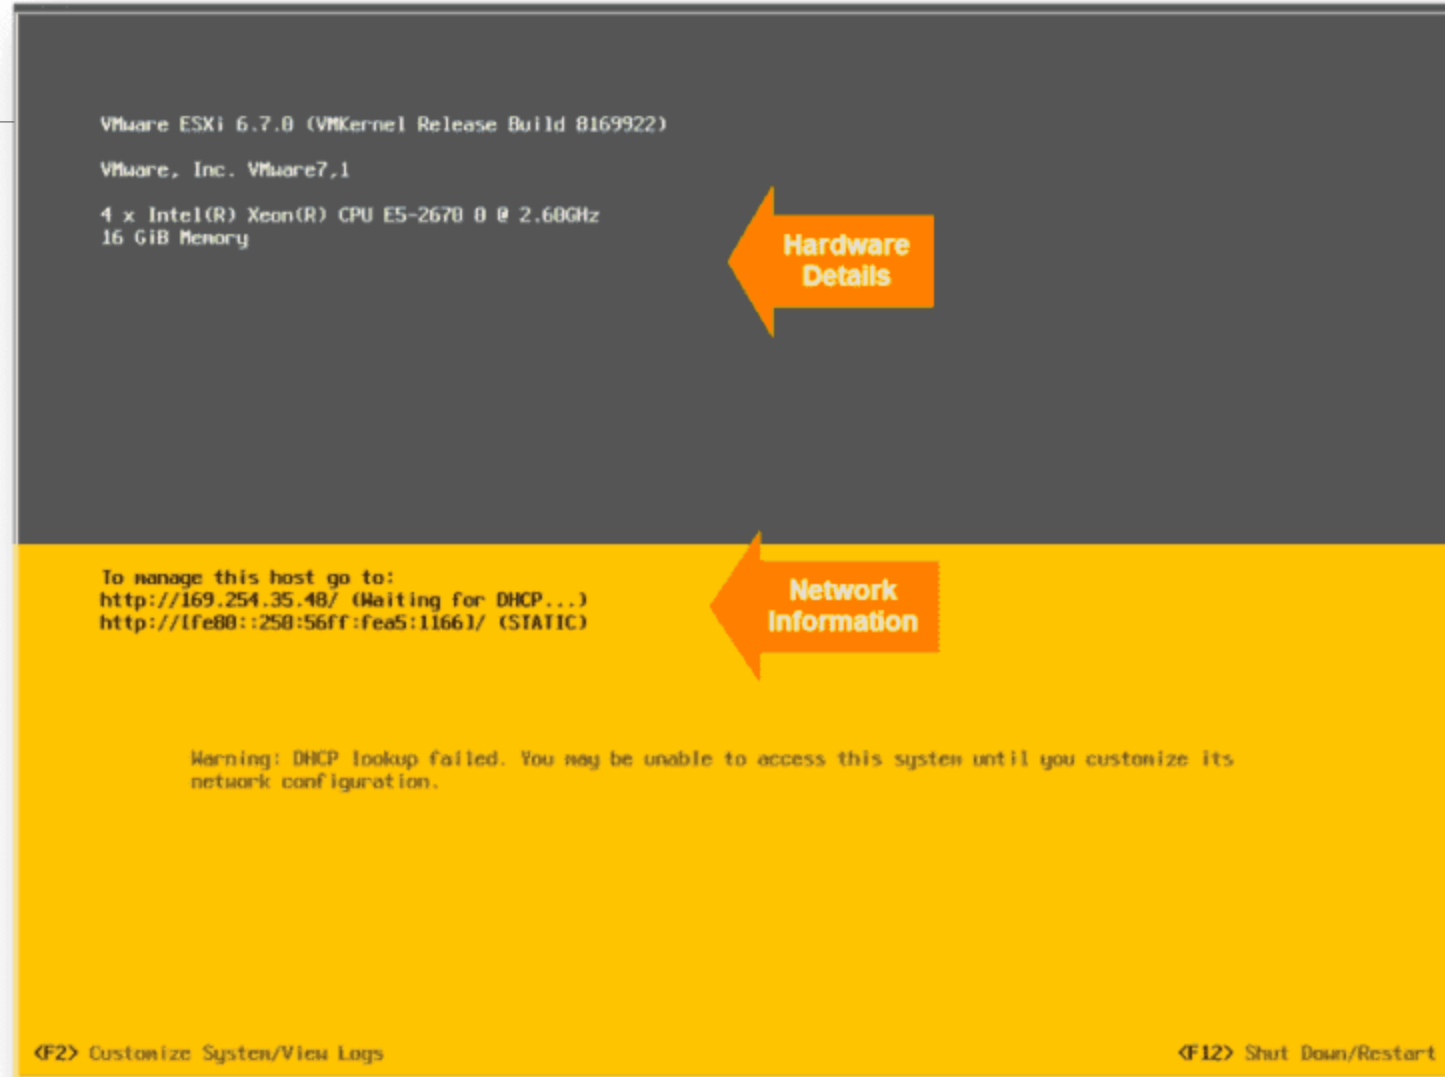 VMware ESXi 6.7.0 (VMKernel Release Build 8169922)
VMware, Inc. VMware7,1
4 x Intel(R) Xeon(R) CPU E5-2670 0 @ 2.60GHz
16 GiB Memory
Hardware
Details
To manage this host go to:
http://169.254.35.48/ (Waiting for DHCP...)
http://[fe80::250:56ff:fea5:1166]/ (STATIC)
Network
Information
Warning: DHCP lookup failed. You may be unable to access this system until you customize its
network configuration.
<F2> Customize System/View Logs
<F12> Shut Down/Restart